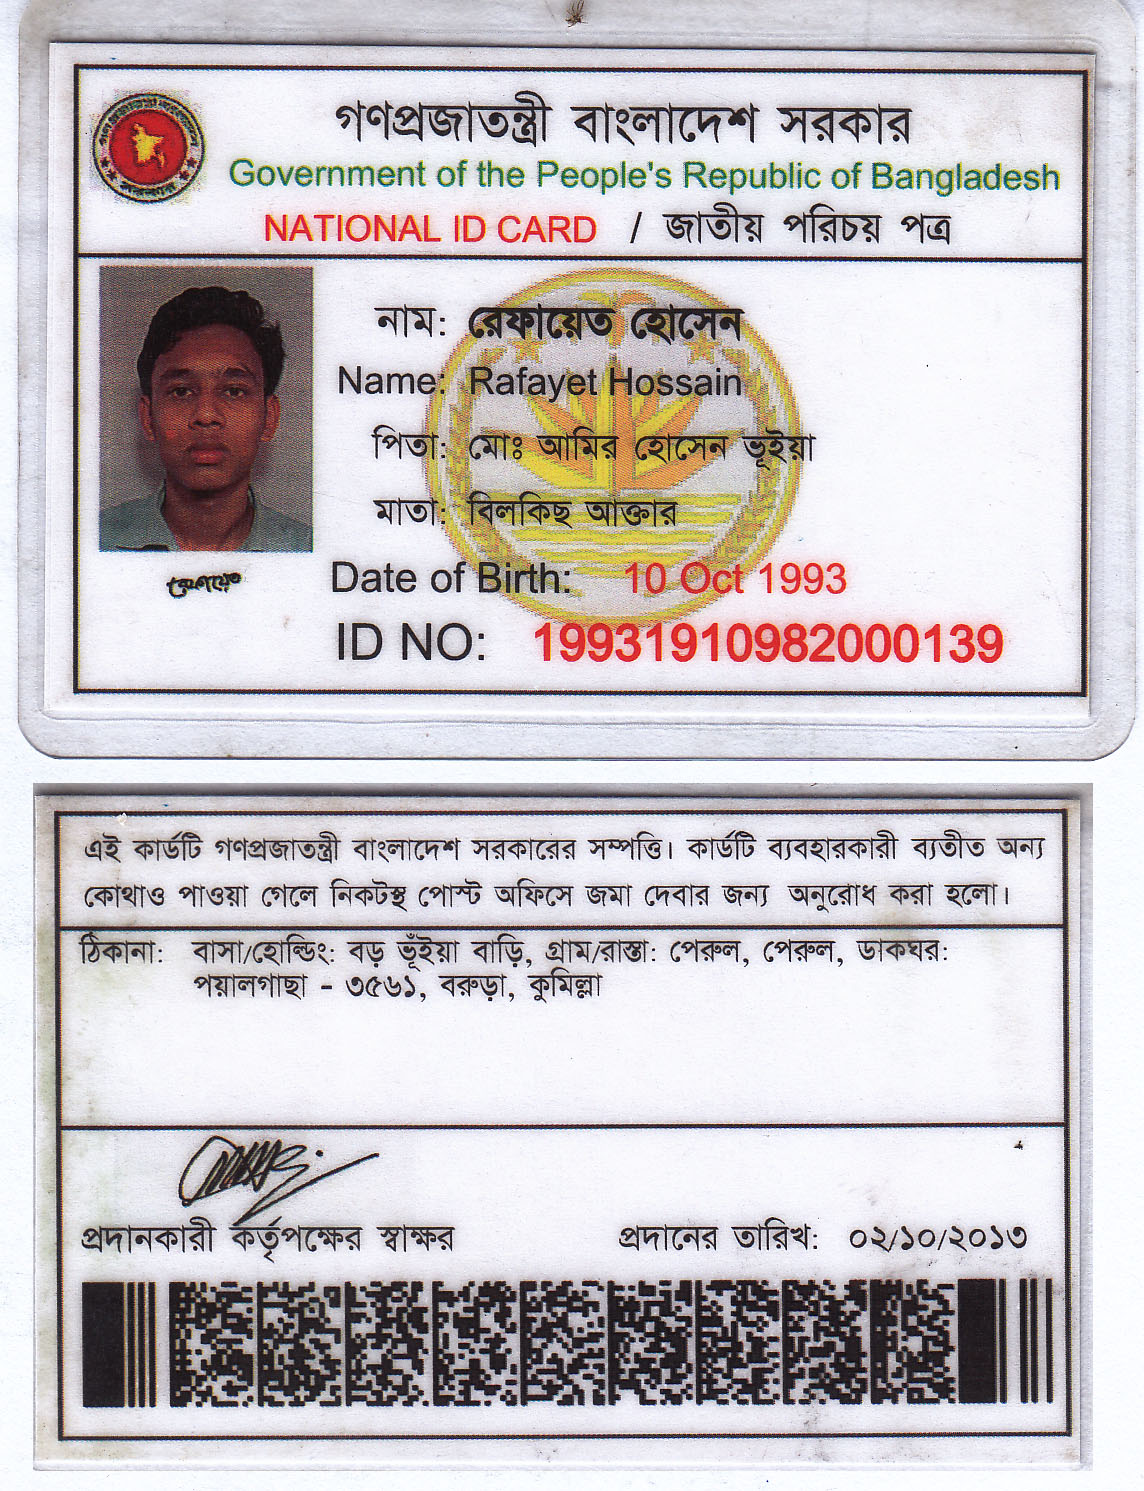 গণপ্রজাতন্ত্রী বাংলাদেশ সরকার
Government of the People's Republic of Bangladesh
NATIONAL ID CARD / জাতীয় পরিচয় পত্র
নাম: রেফায়েত হোসেন
Name: Rafayet Hossain
পিতা: মোঃ আমির হোসেন ভূইয়া
মাতা: বিলকিছ আক্তার
Date of Birth: 10 Oct 1993
ID NO: 19931910982000139
এই কার্ডটি গণপ্রজাতন্ত্রী বাংলাদেশ সরকারের সম্পত্তি। কার্ডটি ব্যবহারকারী ব্যতীত অন্য
কোথাও পাওয়া গেলে নিকটস্থ পোস্ট অফিসে জমা দেবার জন্য অনুরোধ করা হলো।
ঠিকানা: বাসা/হোল্ডিং: বড় ভূঁইয়া বাড়ি, গ্রাম/রাস্তা: পেরুল, পেরুল, ডাকঘর:
পয়ালগাছা - ৩৫৬১, বরুড়া, কুমিল্লা
প্রদানকারী কর্তৃপক্ষের স্বাক্ষর প্রদানের তারিখ: ০২/১০/২০১৩